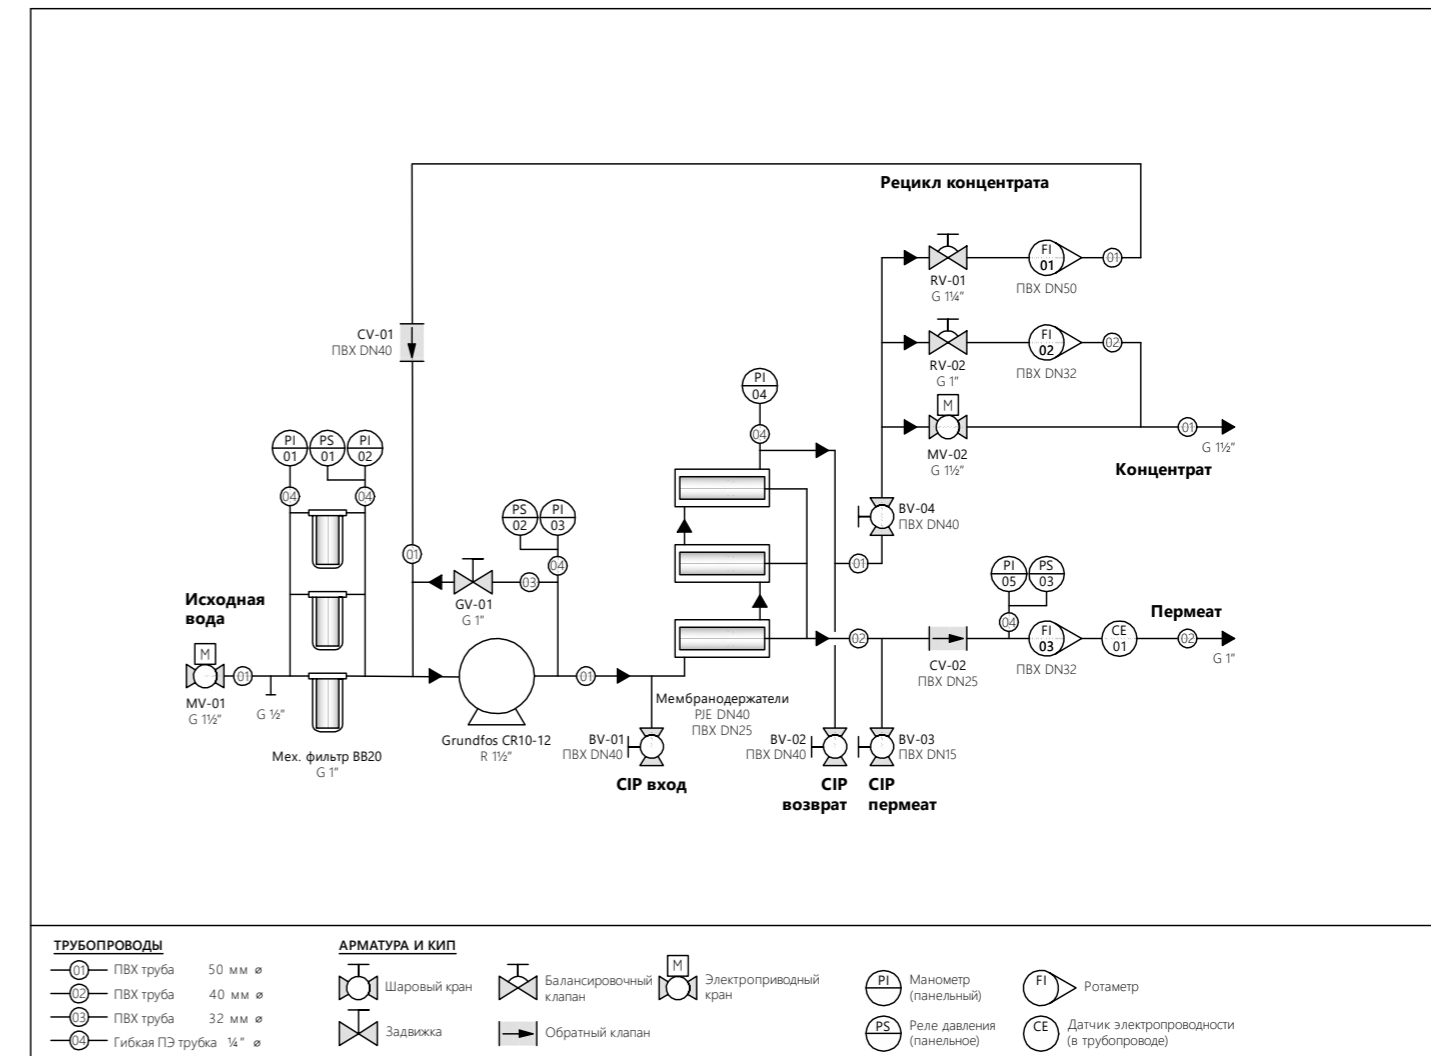 Рецикл концентрата
RV-01
G 1¼"
FI
01
01
ПВХ DN50
CV-01
ПВХ DN40
RV-02
G 1"
FI
02
02
ПВХ DN32
PI
04
04
M
MV-02
G 1½"
01
G 1½"
Концентрат
PI
01
PS
01
PI
02
04
04
PS
02
PI
03
04
BV-04
ПВХ DN40
01
01
03
GV-01
G 1"
PI
05
PS
03
04
Исходная
вода
M
MV-01
G 1½"
01
G ½"
Мех. фильтр BB20
G 1"
Grundfos CR10-12
R 1½"
01
Мембранодержатели
PJE DN40
ПВХ DN25
02
CV-02
ПВХ DN25
FI
03
ПВХ DN32
CE
01
Пермеат
02
G 1"
BV-01
ПВХ DN40
CIP вход
BV-02
ПВХ DN40
CIP
возврат
BV-03
ПВХ DN15
CIP
пермеат
ТРУБОПРОВОДЫ
01 ПВХ труба 50 мм ⌀
02 ПВХ труба 40 мм ⌀
03 ПВХ труба 32 мм ⌀
04 Гибкая ПЭ трубка ¼" ⌀
АРМАТУРА И КИП
Шаровый кран
Задвижка
Балансировочный
клапан
Обратный клапан
M
Электроприводный
кран
PI
Манометр
(панельный)
PS
Реле давления
(панельное)
FI
Ротаметр
CE
Датчик электропроводности
(в трубопроводе)